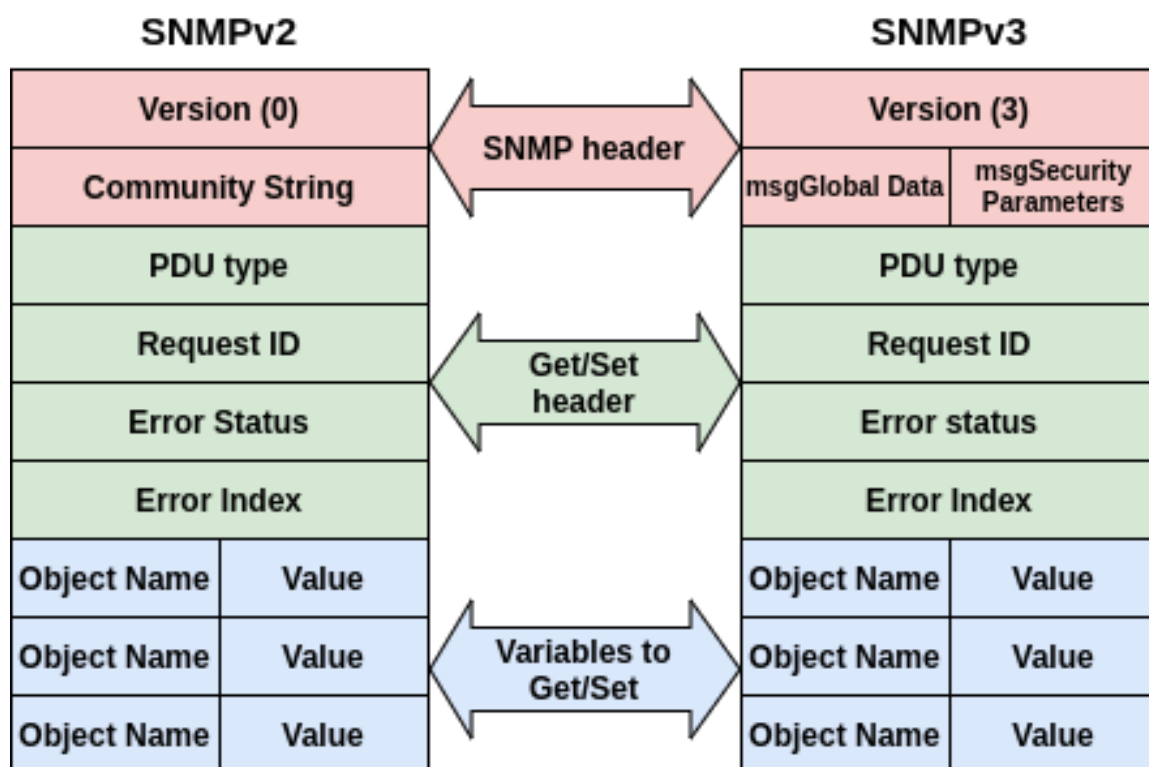 SNMPv2
SNMPv3
Version (0)
SNMP header
Version (3)
Community String
msgGlobal Data
msgSecurity
Parameters
PDU type
PDU type
Request ID
Get/Set
header
Request ID
Error Status
Error status
Error Index
Error Index
Object Name
Value
Object Name
Value
Object Name
Value
Variables to
Get/Set
Object Name
Value
Object Name
Value
Object Name
Value